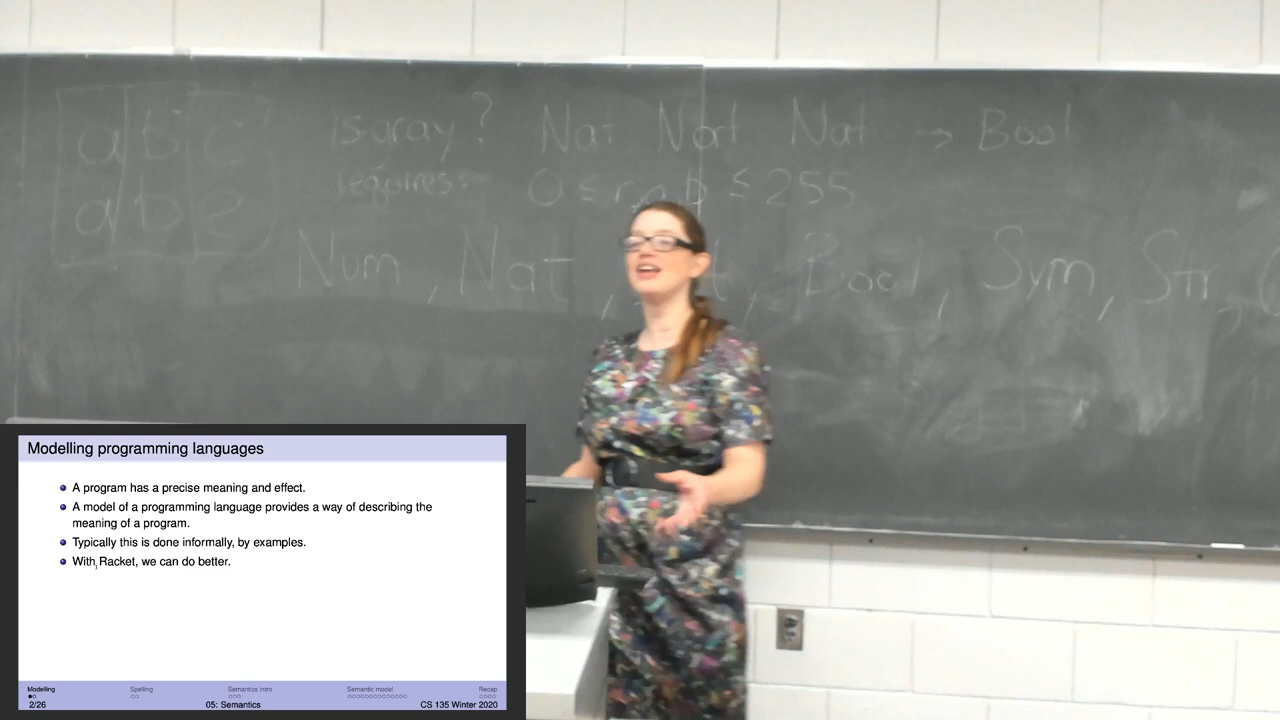 a b c
a b e
is-gray? Nat Nat Nat → Bool
requires: 0 ≤ r, g, b ≤ 255
Num, Nat, Bool, Sym, Str
Modelling programming languages
A program has a precise meaning and effect.
A model of a programming language provides a way of describing the
meaning of a program.
Typically this is done informally, by examples.
With Racket, we can do better.
Modelling Spelling Semantics intro Semantic model Recap
2/26 05: Semantics CS 135 Winter 2020